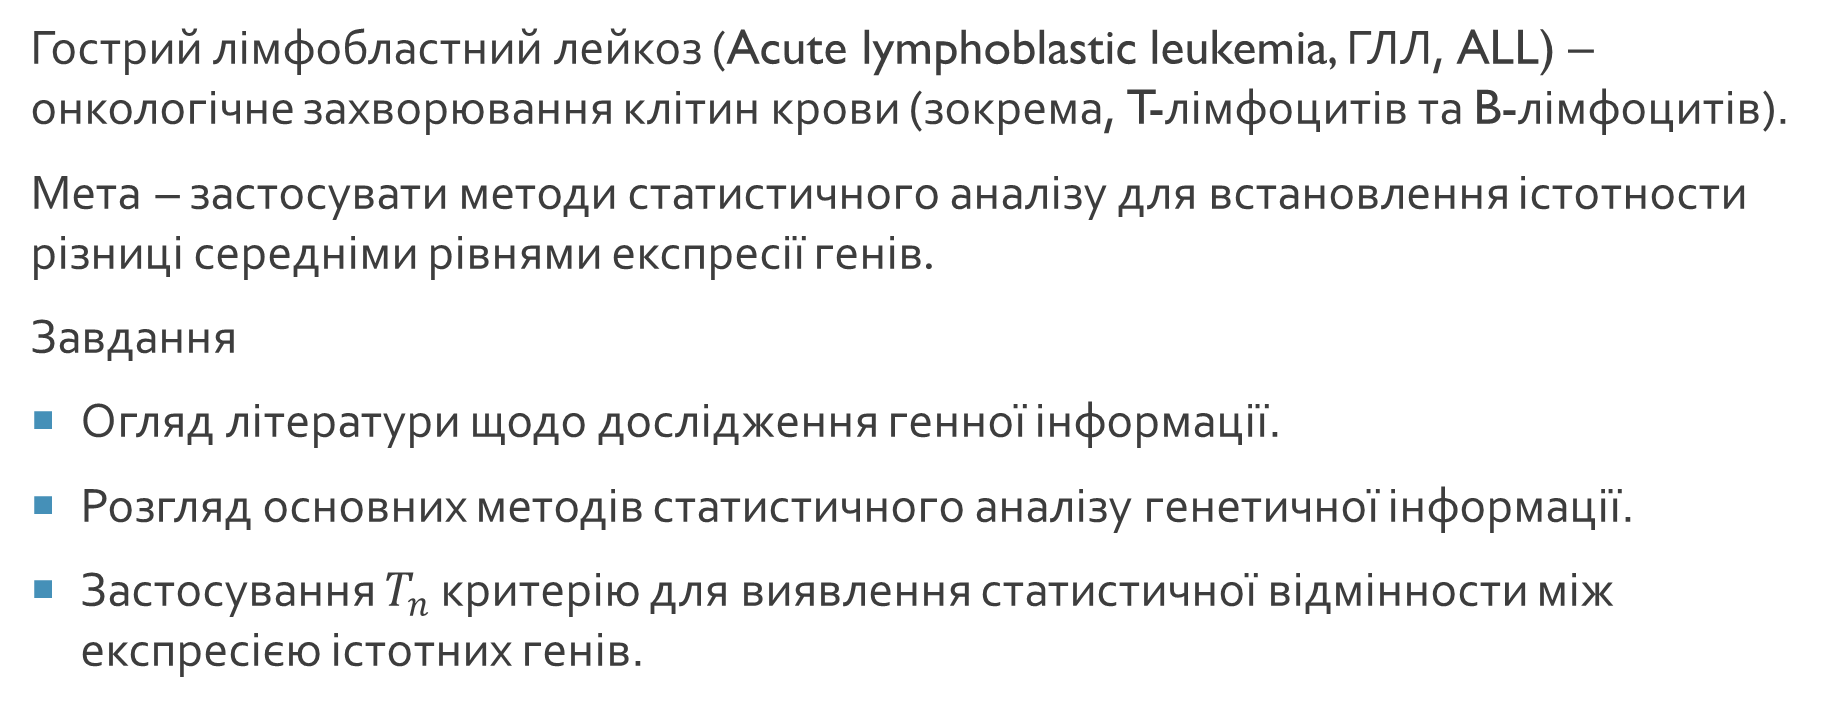 Гострий лімфобластний лейкоз (Acute lymphoblastic leukemia, ГЛЛ, ALL) –
онкологічне захворювання клітин крови (зокрема, Т-лімфоцитів та В-лімфоцитів).
Мета – застосувати методи статистичного аналізу для встановлення істотности
різниці середніми рівнями експресії генів.
Завдання
▪ Огляд літератури щодо дослідження генної інформації.
▪ Розгляд основних методів статистичного аналізу генетичної інформації.
▪ Застосування Tₙ критерію для виявлення статистичної відмінности між
експресією істотних генів.